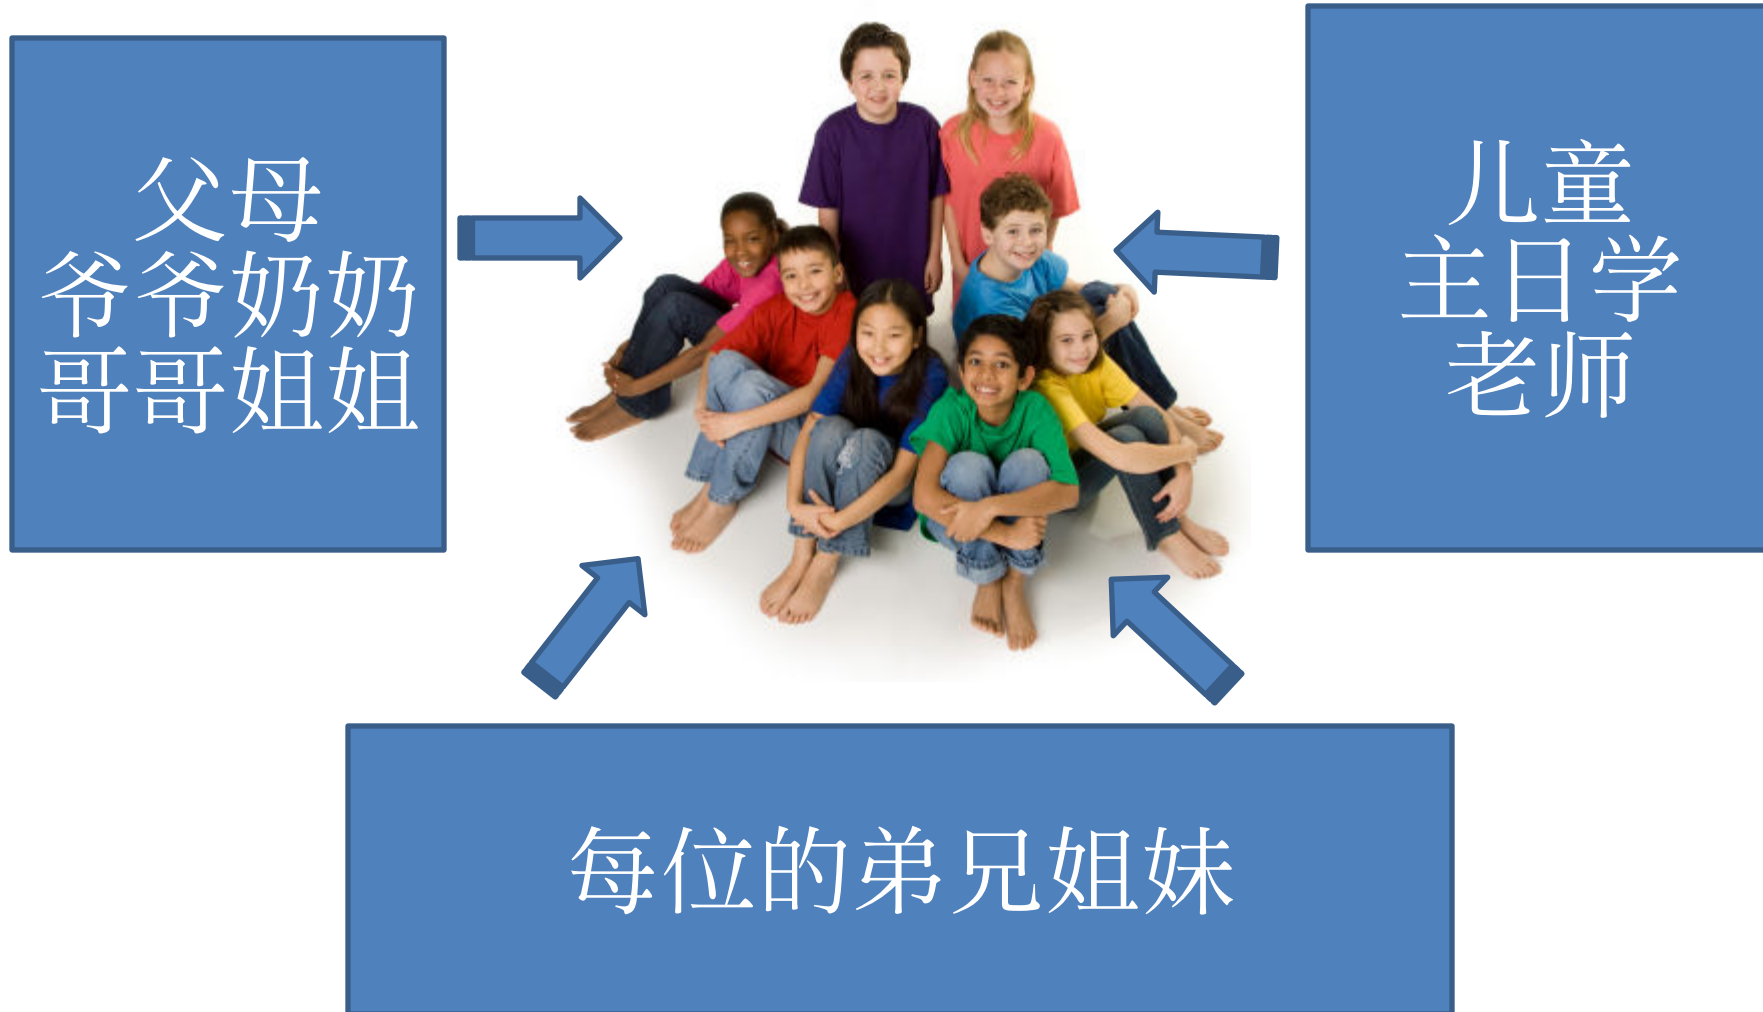 父母
爷爷奶奶
哥哥姐姐
儿童
主日学
老师
每位的弟兄姐妹